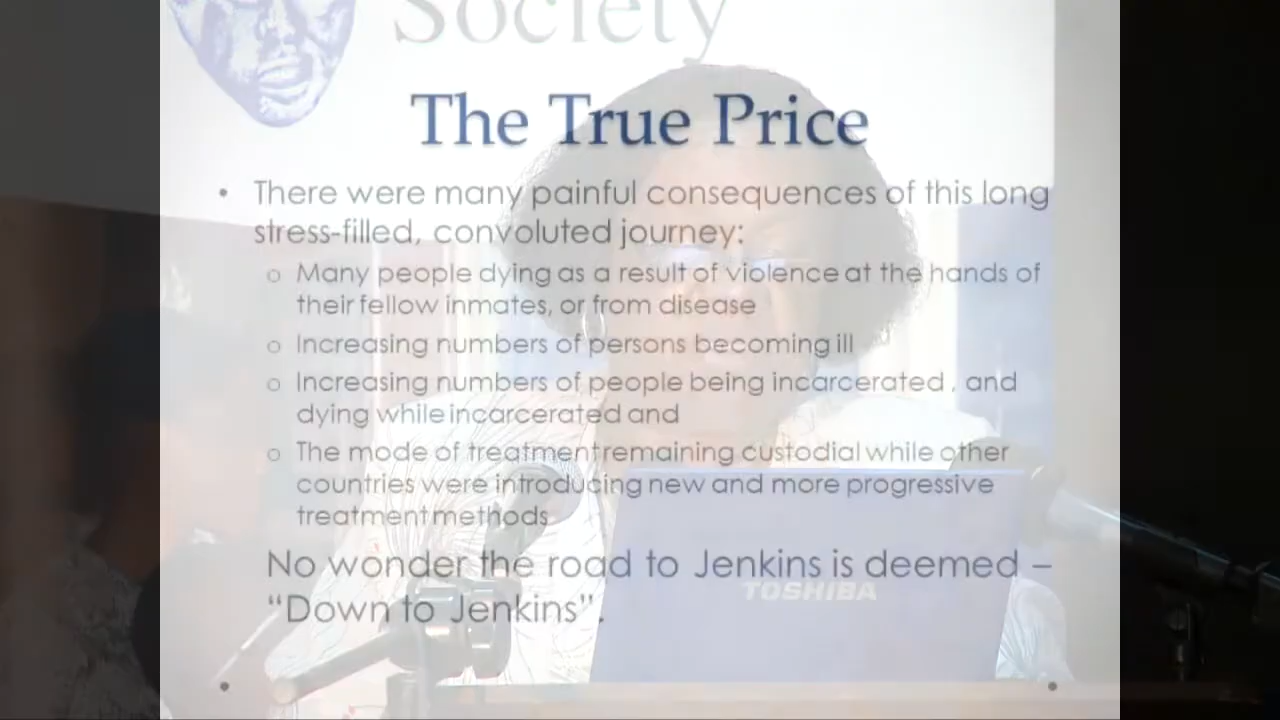 Society
The True Price
• There were many painful consequences of this long
stress-filled, convoluted journey:
o Many people dying as a result of violence at the hands of
their fellow inmates, or from disease
o Increasing numbers of persons becoming ill
o Increasing numbers of people being incarcerated , and
dying while incarcerated and
o The mode of treatment remaining custodial while other
countries were introducing new and more progressive
treatment methods
No wonder the road to Jenkins is deemed –
“Down to Jenkins”.
TOSHIBA